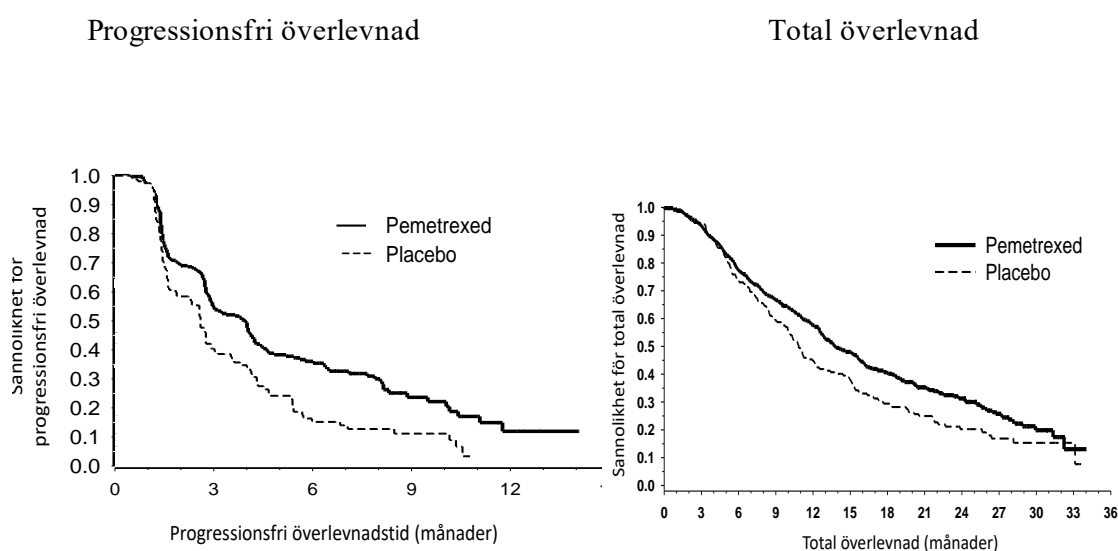 Progressionsfri överlevnad
Total överlevnad
Sannolikhet för
progressionsfri överlevnad
1.0
0.9
0.8
0.7
0.6
0.5
0.4
0.3
0.2
0.1
0.0
Pemetrexed
Placebo
0 3 6 9 12
Progressionsfri överlevnadstid (månader)
Sannolikhet för total överlevnad
1.0
0.9
0.8
0.7
0.6
0.5
0.4
0.3
0.2
0.1
0.0
Pemetrexed
Placebo
0 3 6 9 12 15 18 21 24 27 30 33 36
Total överlevnad (månader)